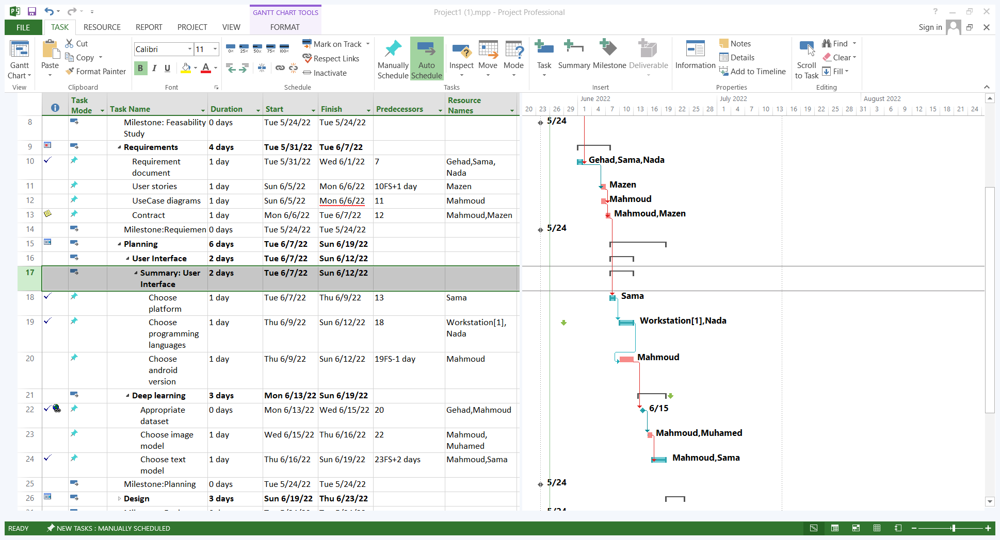 GANTT CHART TOOLS
Project1 (1).mpp - Project Professional
?
FILE
TASK
RESOURCE
REPORT
PROJECT
VIEW
FORMAT
Sign in
Gantt
Chart
View
Paste
Cut
Copy
Format Painter
Clipboard
Calibri
11
B I U
A
Font
0% 25% 50% 75% 100%
Mark on Track
Respect Links
Inactivate
Schedule
Manually
Schedule
Auto
Schedule
Inspect
Move
Mode
Tasks
Task
Summary
Milestone
Deliverable
Insert
Information
Notes
Details
Add to Timeline
Properties
Scroll
to Task
Find
Clear
Fill
Editing
Task
Mode
Task Name
Duration
Start
Finish
Predecessors
Resource
Names
June 2022
July 2022
August 2022
20 23 26 29 1 4 7 10 13 16 19 22 25 28 1 4 7 10 13 16 19 22 25 28 31 3 6 9 12 15 18 21 24
8 Milestone: Feasability 0 days Tue 5/24/22 Tue 5/24/22 5/24
Study
9 Requirements 4 days Tue 5/31/22 Tue 6/7/22
10 Requirement 1 day Tue 5/31/22 Wed 6/1/22 7 Gehad,Sama, Gehad,Sama,Nada
document Nada
11 User stories 1 day Sun 6/5/22 Mon 6/6/22 10FS+1 day Mazen Mazen
12 UseCase diagrams 1 day Sun 6/5/22 Mon 6/6/22 11 Mahmoud Mahmoud
13 Contract 1 day Mon 6/6/22 Tue 6/7/22 12 Mahmoud,Mazen Mahmoud,Mazen
14 Milestone:Requiemen 0 days Tue 5/24/22 Tue 5/24/22 5/24
15 Planning 6 days Tue 6/7/22 Sun 6/19/22
16 User Interface 2 days Tue 6/7/22 Sun 6/12/22
17 Summary: User 2 days Tue 6/7/22 Sun 6/12/22
Interface
18 Choose 1 day Tue 6/7/22 Thu 6/9/22 13 Sama Sama
platform
19 Choose 1 day Thu 6/9/22 Sun 6/12/22 18 Workstation[1], Workstation[1],Nada
programming Nada
languages
20 Choose 1 day Thu 6/9/22 Sun 6/12/22 19FS-1 day Mahmoud Mahmoud
android
version
21 Deep learning 3 days Mon 6/13/22 Sun 6/19/22
22 Appropriate 0 days Mon 6/13/22 Wed 6/15/22 20 Gehad,Mahmoud 6/15
dataset
23 Choose image 1 day Wed 6/15/22 Thu 6/16/22 22 Mahmoud, Mahmoud,Muhamed
model Muhamed
24 Choose text 1 day Thu 6/16/22 Sun 6/19/22 23FS+2 days Mahmoud,Sama Mahmoud,Sama
model
25 Milestone:Planning 0 days Tue 5/24/22 Tue 5/24/22 5/24
26 Design 3 days Sun 6/19/22 Thu 6/23/22
READY
NEW TASKS : MANUALLY SCHEDULED